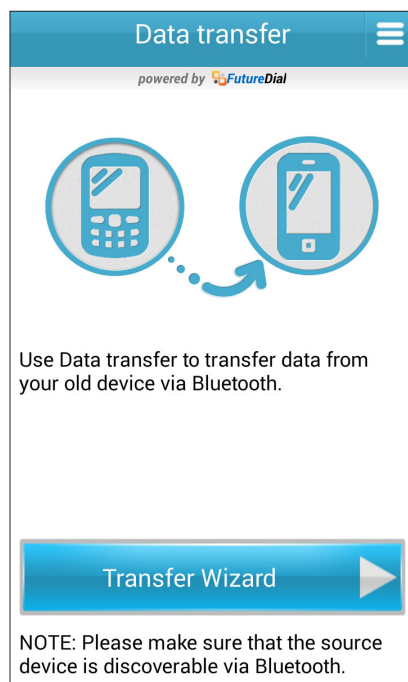 Data transfer
powered by FutureDial
Use Data transfer to transfer data from
your old device via Bluetooth.
Transfer Wizard
NOTE: Please make sure that the source
device is discoverable via Bluetooth.